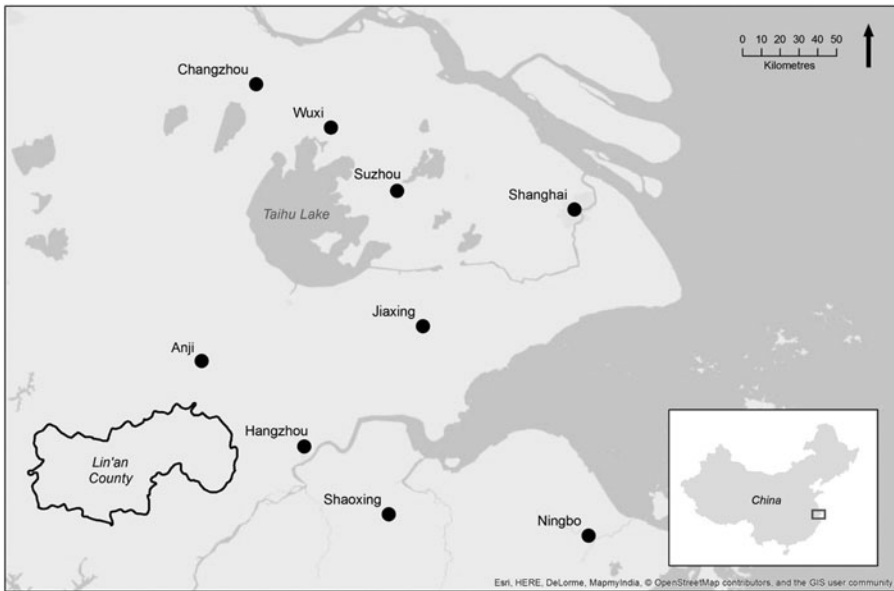 Changzhou
Wuxi
Suzhou
Shanghai
Taihu Lake
Jiaxing
Anji
Hangzhou
Lin'an
County
Shaoxing
Ningbo
0 10 20 30 40 50
Kilometres
China
Esri, HERE, DeLorme, MapmyIndia, © OpenStreetMap contributors, and the GIS user community